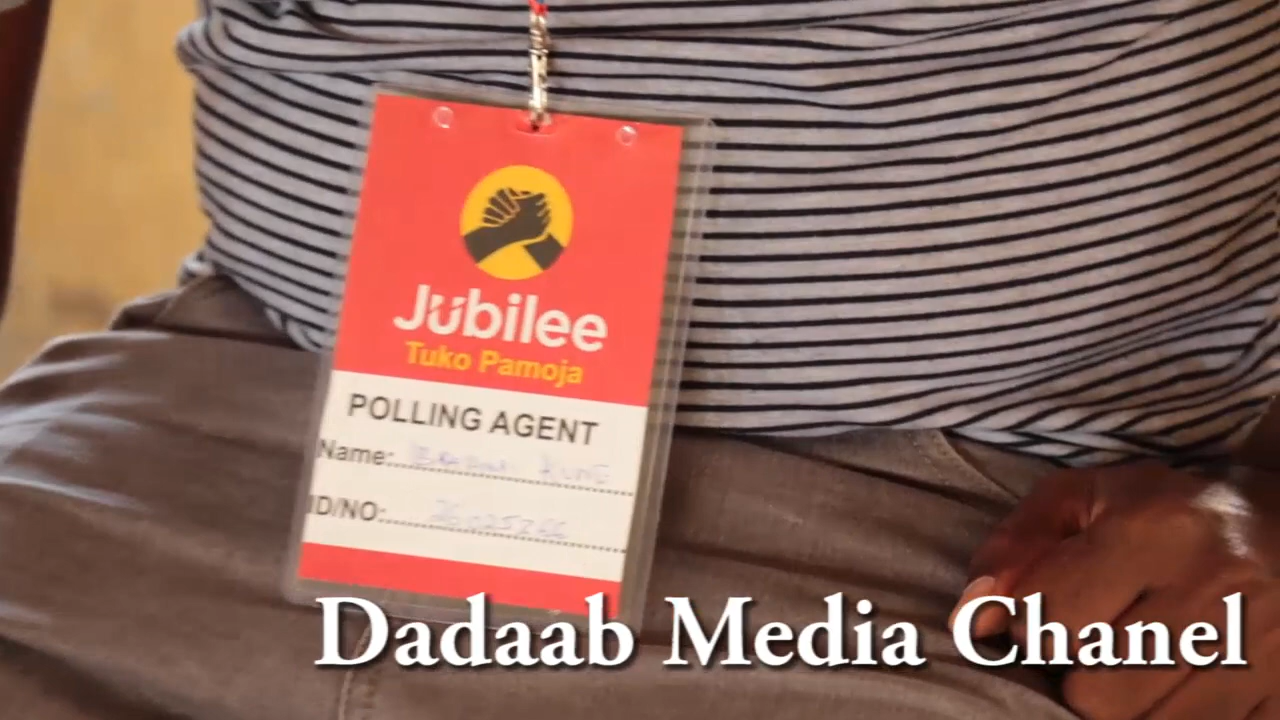 Jubilee
Tuko Pamoja
POLLING AGENT
Name:
ID/NO:
Dadaab Media Chanel